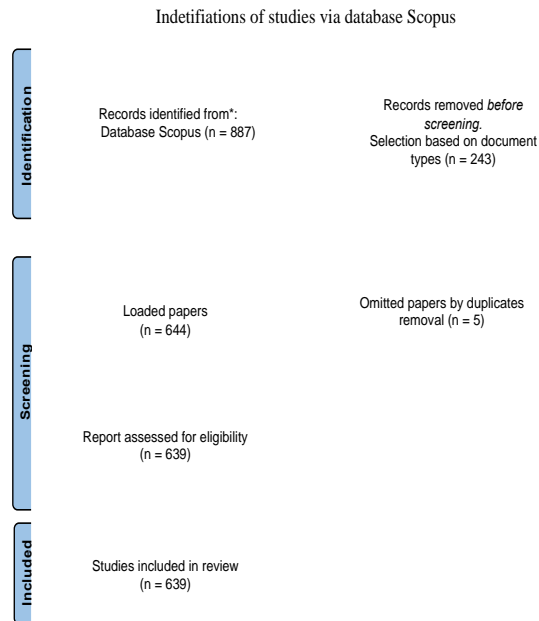 Indetifiations of studies via database Scopus
Identification
Records identified from*:
Database Scopus (n = 887)
Records removed before
screening.
Selection based on document
types (n = 243)
Screening
Loaded papers
(n = 644)
Omitted papers by duplicates
removal (n = 5)
Report assessed for eligibility
(n = 639)
Included
Studies included in review
(n = 639)